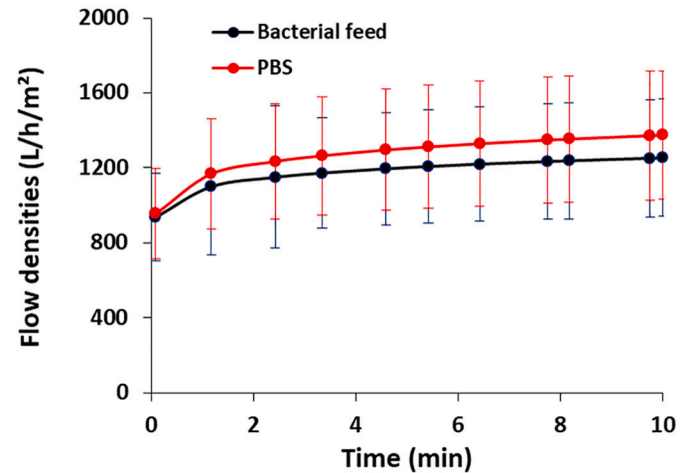 2000
1600
1200
800
400
0
Flow densities (L/h/m²)
Bacterial feed
PBS
0 2 4 6 8 10
Time (min)